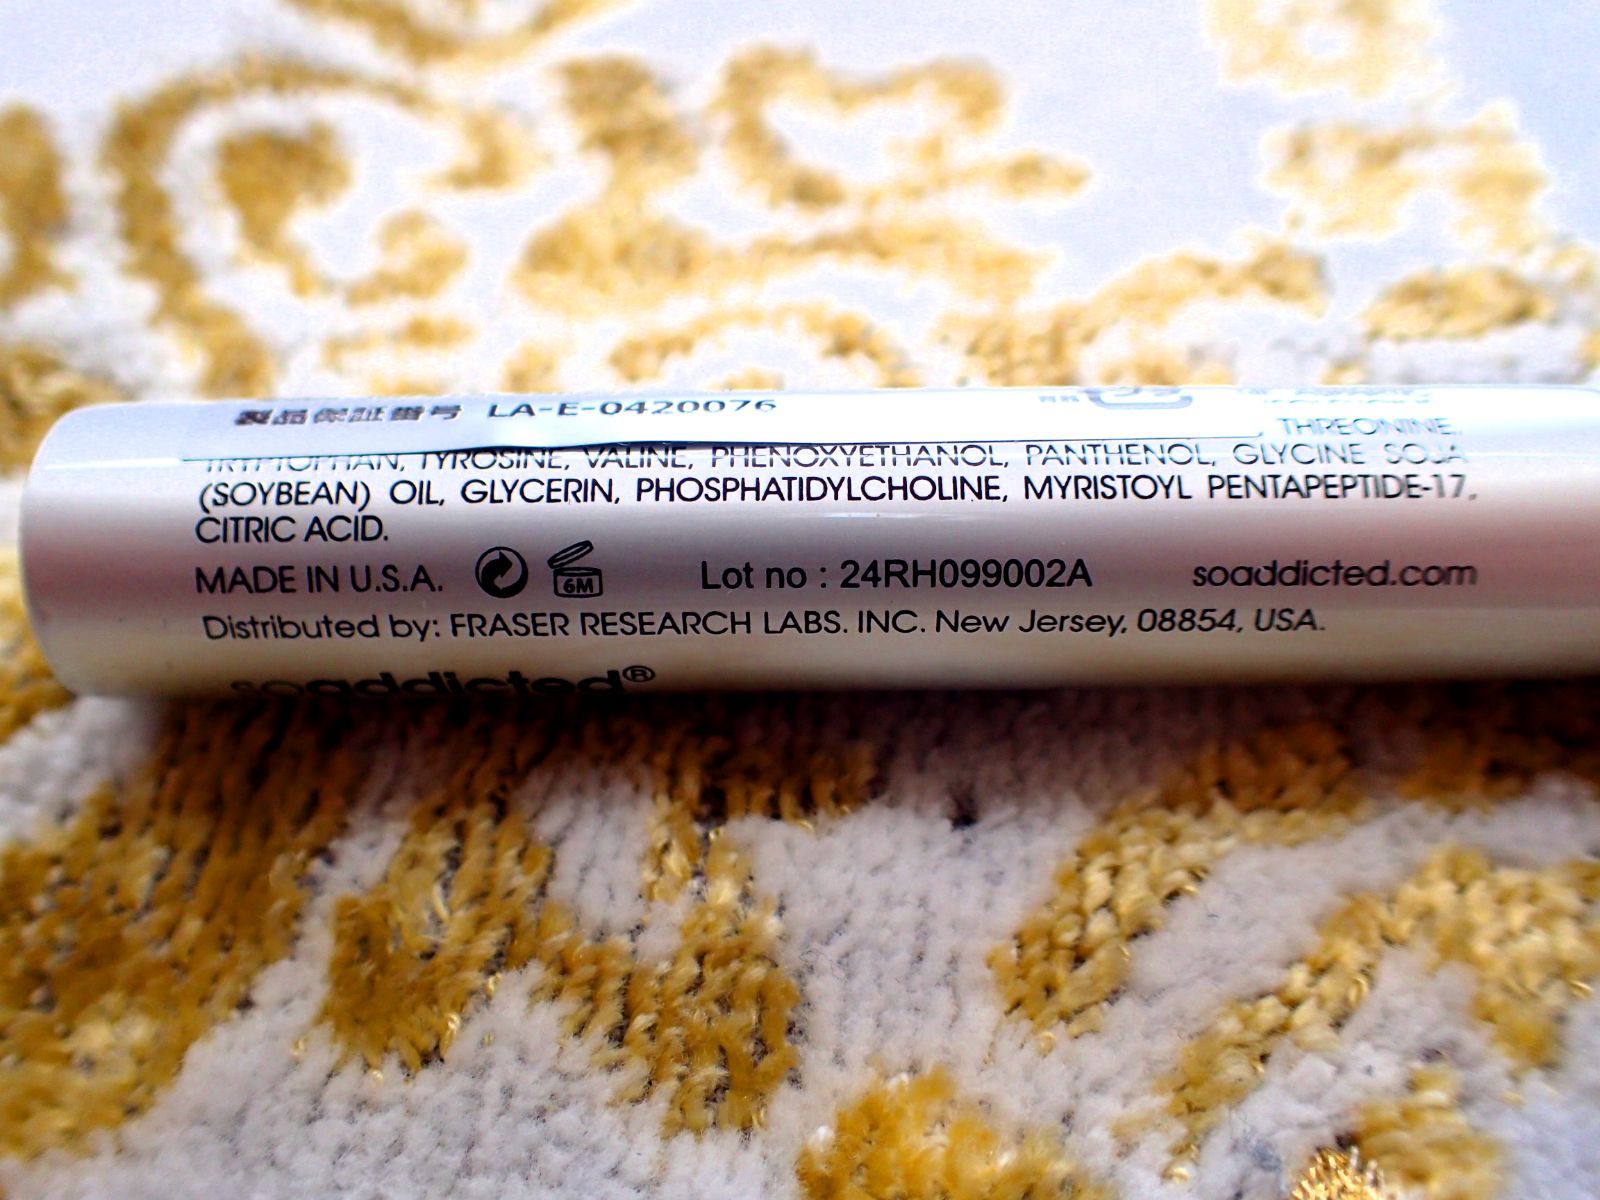 製品保証番号 LA-E-0420076
, THREONINE,
TRYPTOPHAN, TYROSINE, VALINE, PHENOXYETHANOL, PANTHENOL, GLYCINE SOJA
(SOYBEAN) OIL, GLYCERIN, PHOSPHATIDYLCHOLINE, MYRISTOYL PENTAPEPTIDE-17,
CITRIC ACID.
MADE IN U.S.A. 6M Lot no : 24RH099002A soaddicted.com
Distributed by: FRASER RESEARCH LABS. INC. New Jersey, 08854, USA.
soaddicted®